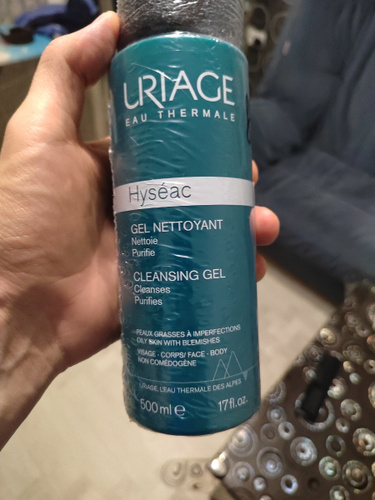 URIAGE
EAU THERMALE
Hyséac
GEL NETTOYANT
Nettoie
Purifie
CLEANSING GEL
Cleanses
Purifies
PEAUX GRASSES À IMPERFECTIONS
OILY SKIN WITH BLEMISHES
VISAGE - CORPS/ FACE - BODY
NON COMÉDOGÈNE
URIAGE, L'EAU THERMALE DES ALPES
500ml e 17fl.oz.